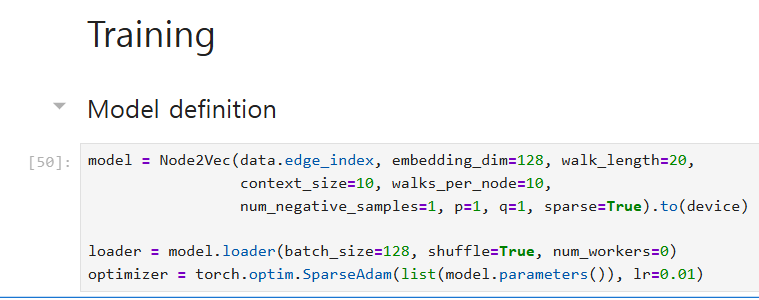 Training
Model definition
[50]: model = Node2Vec(data.edge_index, embedding_dim=128, walk_length=20,
context_size=10, walks_per_node=10,
num_negative_samples=1, p=1, q=1, sparse=True).to(device)
loader = model.loader(batch_size=128, shuffle=True, num_workers=0)
optimizer = torch.optim.SparseAdam(list(model.parameters()), lr=0.01)